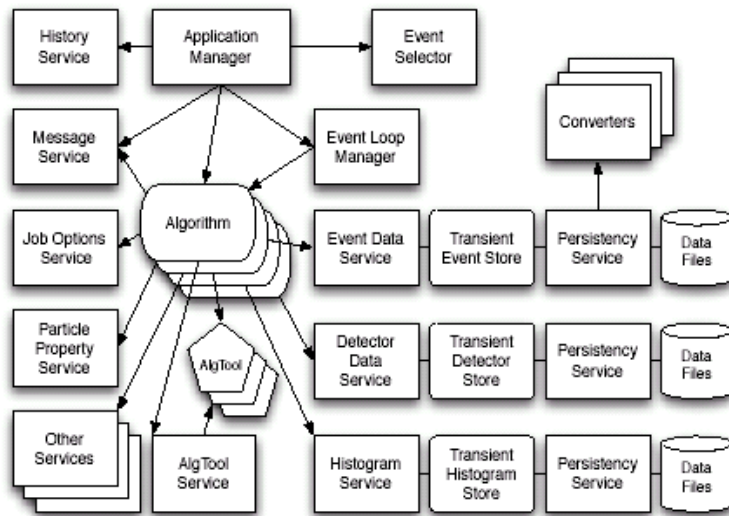 History
Service
Application
Manager
Event
Selector
Message
Service
Event Loop
Manager
Converters
Algorithm
Job Options
Service
Event Data
Service
Transient
Event Store
Persistency
Service
Data
Files
Particle
Property
Service
AlgTool
Detector
Data
Service
Transient
Detector
Store
Persistency
Service
Data
Files
Other
Services
AlgTool
Service
Histogram
Service
Transient
Histogram
Store
Persistency
Service
Data
Files